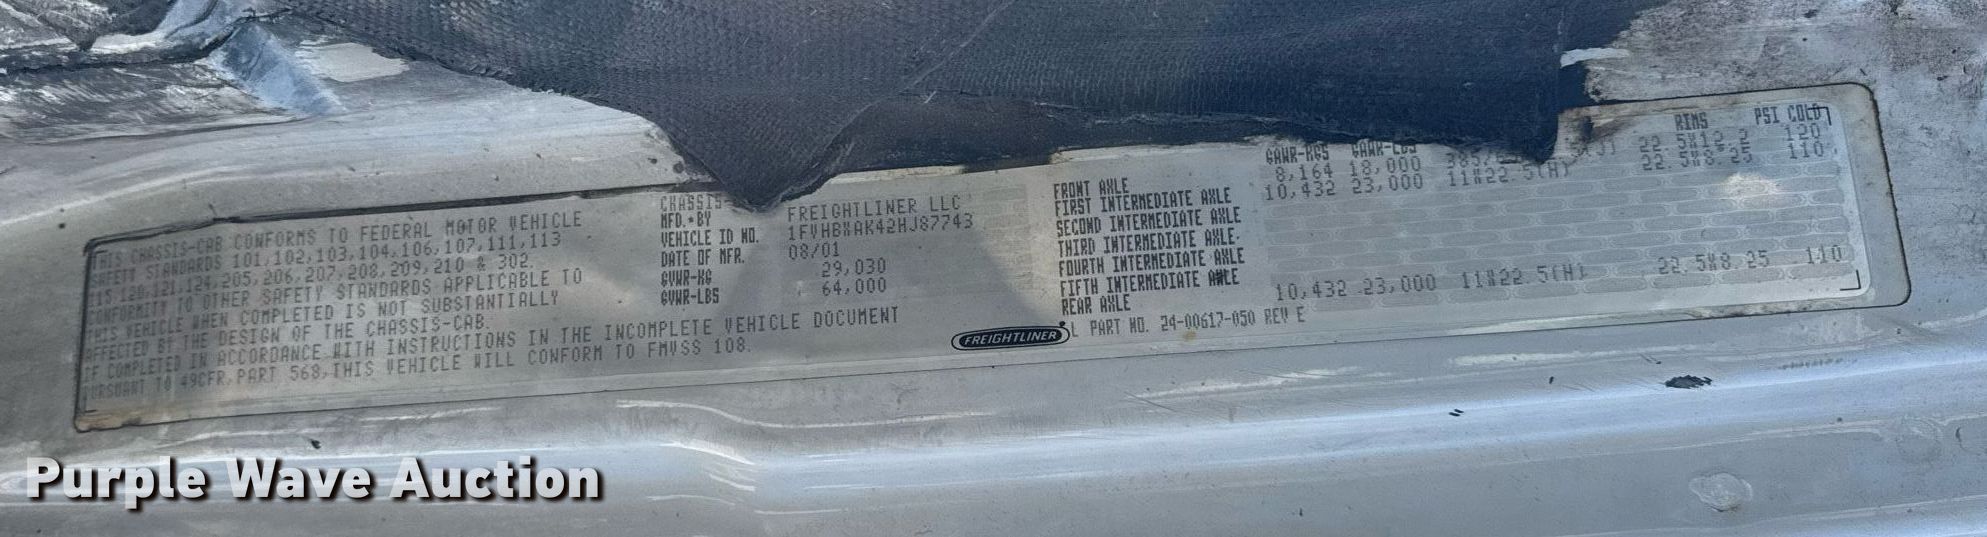 THIS CHASSIS-CAB CONFORMS TO FEDERAL MOTOR VEHICLE
SAFETY STANDARDS 101,102,103,104,106,107,111,113
115,120,121,124,205,206,207,208,209,210 & 302.
CONFORMITY TO OTHER SAFETY STANDARDS APPLICABLE TO
THIS VEHICLE WHEN COMPLETED IS NOT SUBSTANTIALLY
AFFECTED BY THE DESIGN OF THE CHASSIS-CAB.
IF COMPLETED IN ACCORDANCE WITH INSTRUCTIONS IN THE INCOMPLETE VEHICLE DOCUMENT
PURSUANT TO 49CFR, PART 568, THIS VEHICLE WILL CONFORM TO FMVSS 108.
CHASSIS-
MFD. BY FREIGHTLINER LLC
VEHICLE ID NO. 1FVHBXAK42HJ87743
DATE OF MFR. 08/01
GVWR-KG 29,030
GVWR-LBS 64,000
GAWR-KGS GAWR-LBS RIMS PSI COLD
FRONT AXLE 8,164 18,000 22.5X12.2 120
FIRST INTERMEDIATE AXLE 10,432 23,000 11X22.5(H) 22.5X8.25 110
SECOND INTERMEDIATE AXLE
THIRD INTERMEDIATE AXLE
FOURTH INTERMEDIATE AXLE
FIFTH INTERMEDIATE AXLE
REAR AXLE 10,432 23,000 11X22.5(H) 22.5X8.25 110
FREIGHTLINER
L PART NO. 24-00617-050 REV E
Purple Wave Auction